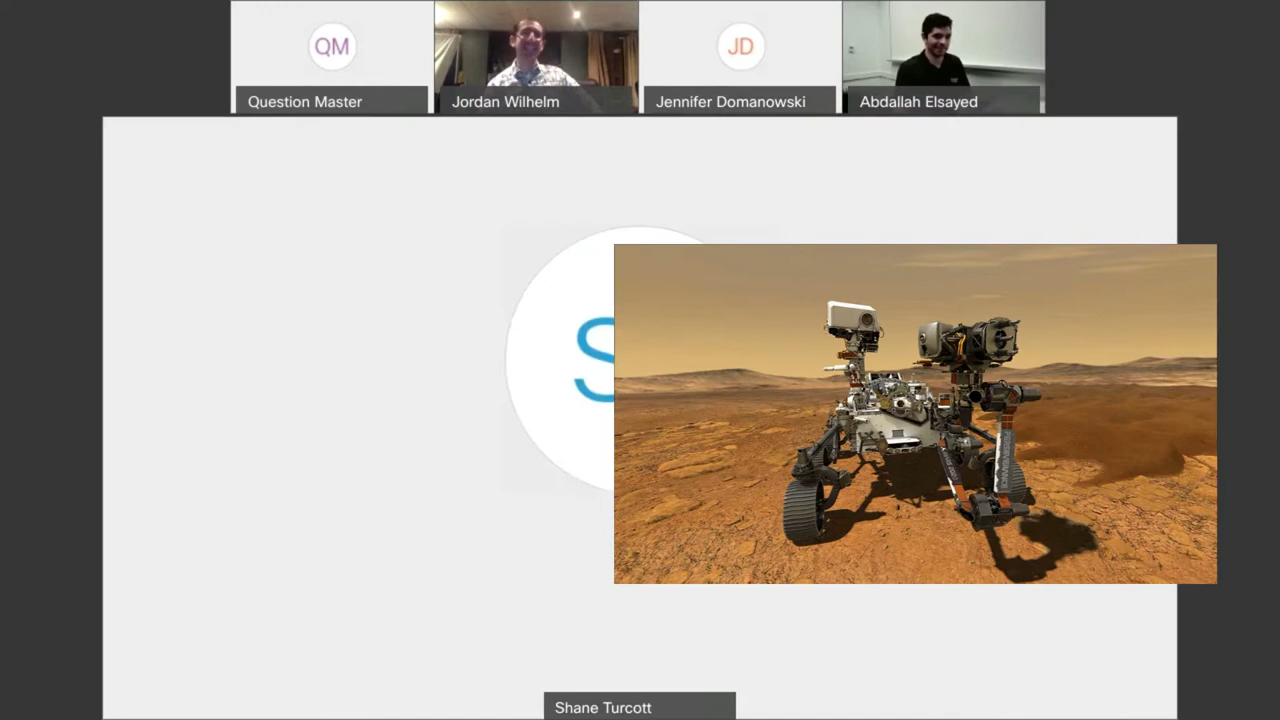 QM
Question Master
Jordan Wilhelm
JD
Jennifer Domanowski
Abdallah Elsayed
S
Shane Turcott